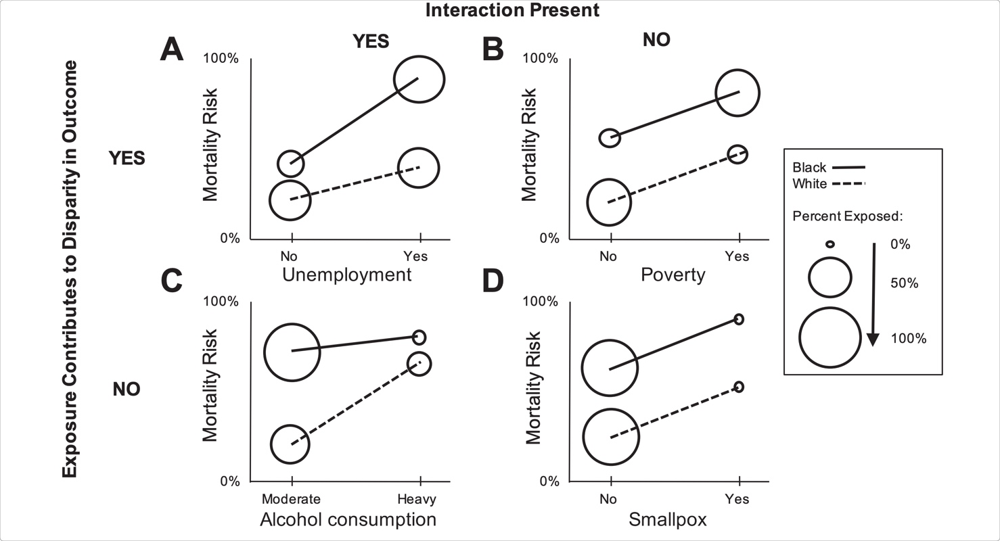 Interaction Present
YES
NO
Exposure Contributes to Disparity in Outcome
YES
NO
A
100%
Mortality Risk
0%
No
Yes
Unemployment
B
100%
Mortality Risk
0%
No
Yes
Poverty
C
100%
Mortality Risk
0%
Moderate
Heavy
Alcohol consumption
D
100%
Mortality Risk
0%
No
Yes
Smallpox
Black
White
Percent Exposed:
0%
50%
100%